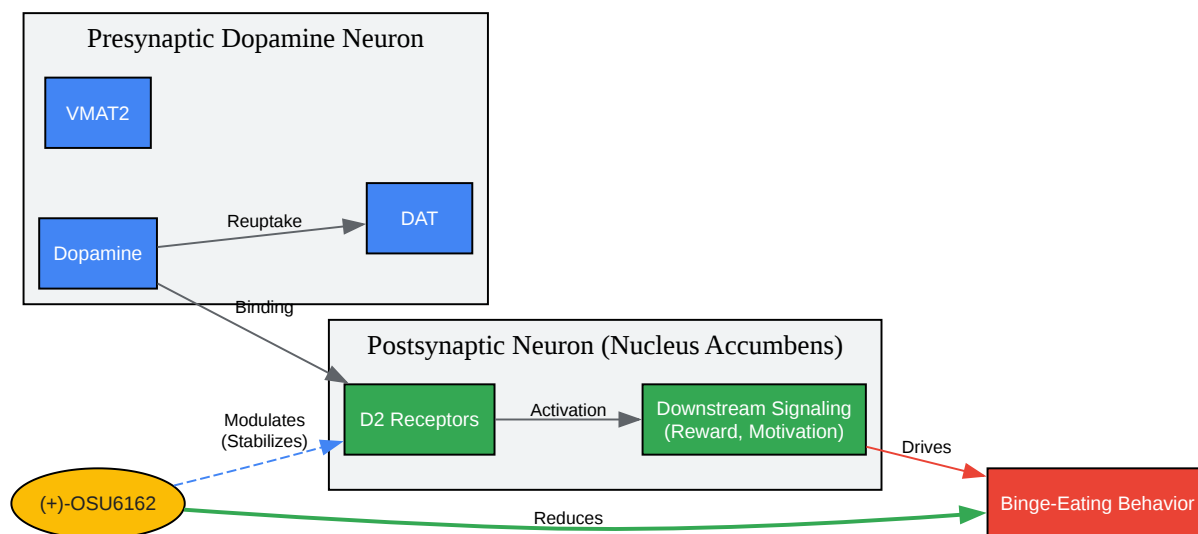 Presynaptic Dopamine Neuron
VMAT2
DAT
Reuptake
Dopamine
Binding
Postsynaptic Neuron (Nucleus Accumbens)
D2 Receptors
Activation
Downstream Signaling
(Reward, Motivation)
Modulates
(Stabilizes)
Drives
(+)-OSU6162
Reduces
Binge-Eating Behavior